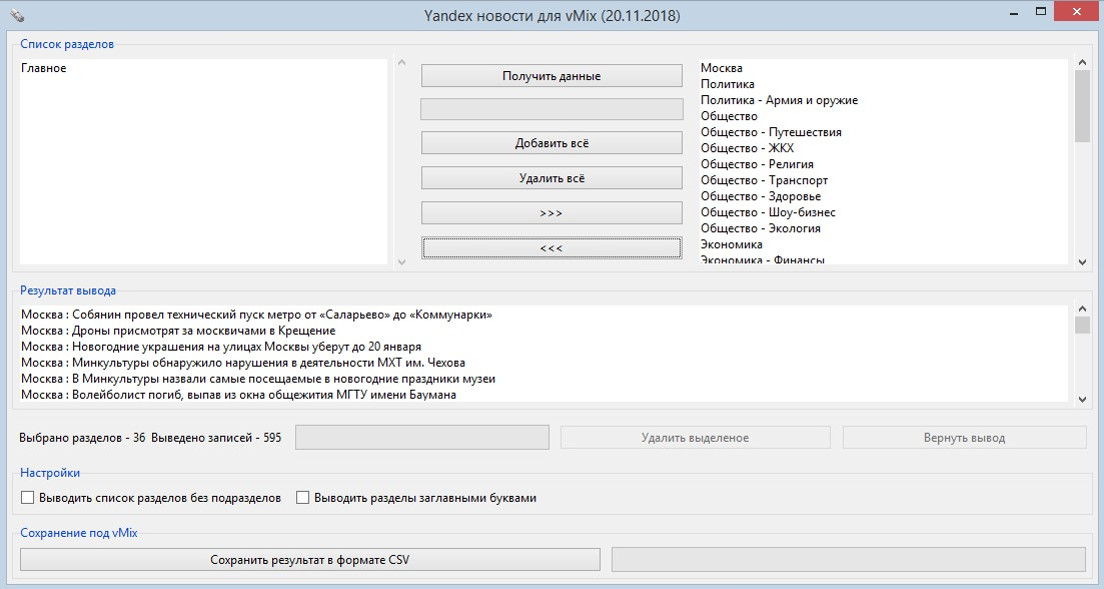 Yandex новости для vMix (20.11.2018)
Список разделов
Главное
Получить данные
Добавить всё
Удалить всё
>>>
<<<
Москва
Политика
Политика - Армия и оружие
Общество
Общество - Путешествия
Общество - ЖКХ
Общество - Религия
Общество - Транспорт
Общество - Здоровье
Общество - Шоу-бизнес
Общество - Экология
Экономика
Экономика - Финансы
Результат вывода
Москва : Собянин провел технический пуск метро от «Саларьево» до «Коммунарки»
Москва : Дроны присмотрят за москвичами в Крещение
Москва : Новогодние украшения на улицах Москвы уберут до 20 января
Москва : Минкультуры обнаружило нарушения в деятельности МХТ им. Чехова
Москва : В Минкультуры назвали самые посещаемые в новогодние праздники музеи
Москва : Волейболист погиб, выпав из окна общежития МГТУ имени Баумана
Выбрано разделов - 36 Выведено записей - 595
Удалить выделеное
Вернуть вывод
Настройки
Выводить список разделов без подразделов
Выводить разделы заглавными буквами
Сохранение под vMix
Сохранить результат в формате CSV